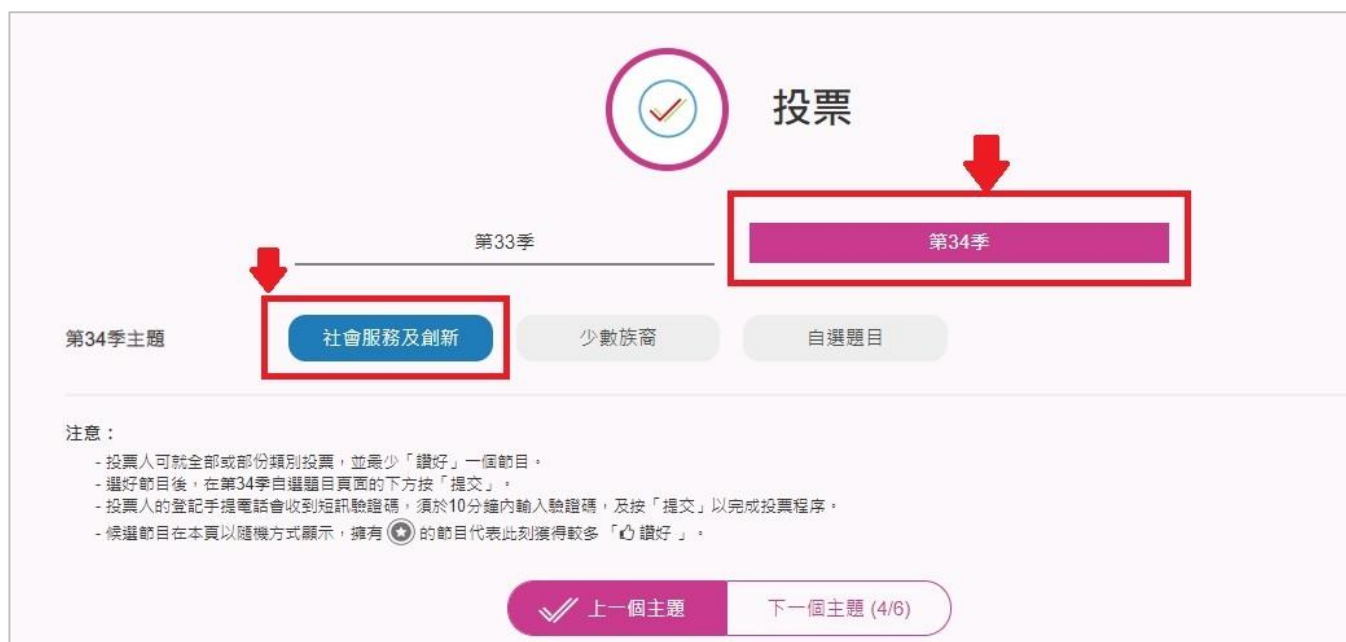 投票
第33季
第34季
第34季主題
社會服務及創新
少數族裔
自選題目
注意：
- 投票人可就全部或部份類別投票，並最少「讚好」一個節目。
- 選好節目後，在第34季自選題目頁面的下方按「提交」。
- 投票人的登記手提電話會收到短訊驗證碼，須於10分鐘內輸入驗證碼，及按「提交」以完成投票程序。
- 候選節目在本頁以隨機方式顯示，擁有 的節目代表此刻獲得較多 「 讚好 」 。
上一個主題
下一個主題 (4/6)